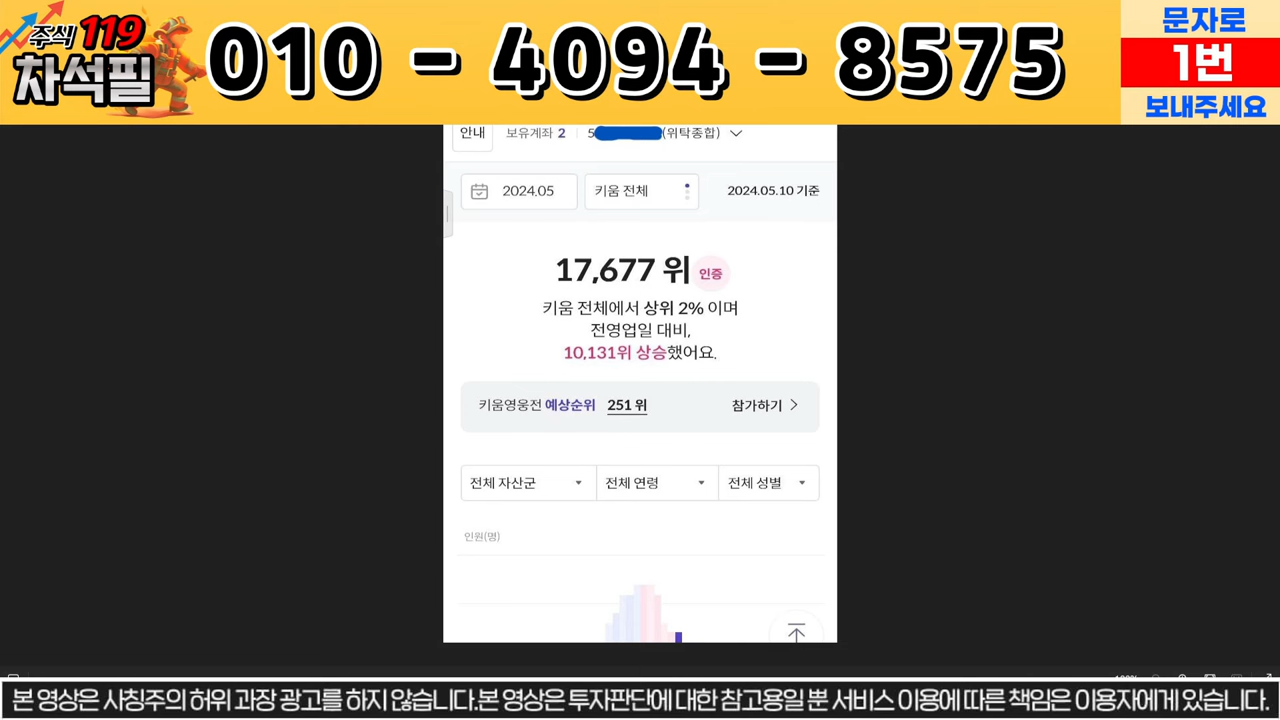 주식 119
차석필
010 - 4094 - 8575
문자로
1번
보내주세요
안내 보유계좌 2 5 (위탁종합)
2024.05 키움 전체 2024.05.10 기준
17,677 위 인증
키움 전체에서 상위 2% 이며
전영업일 대비,
10,131위 상승했어요.
키움영웅전 예상순위 251 위 참가하기
전체 자산군 전체 연령 전체 성별
인원(명)
본 영상은 사칭주의 허위 과장 광고를 하지 않습니다.본 영상은 투자판단에 대한 참고용일 뿐 서비스 이용에 따른 책임은 이용자에게 있습니다.